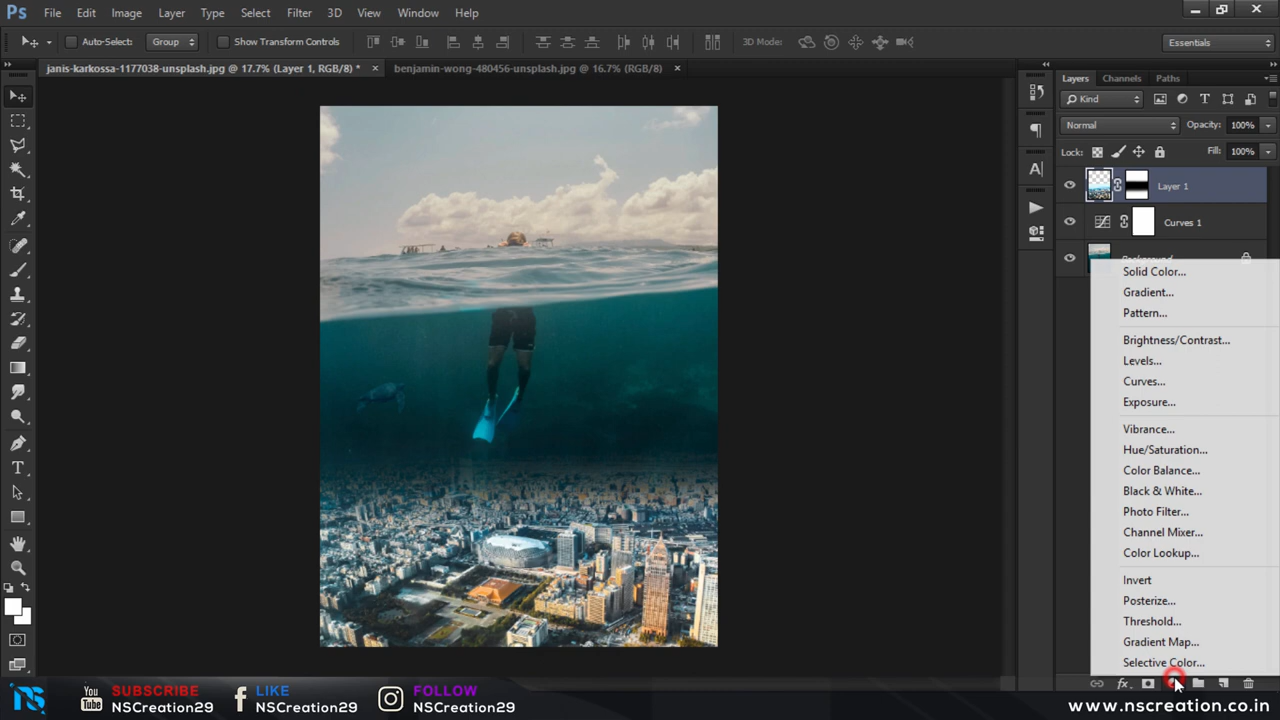 Ps File Edit Image Layer Type Select Filter 3D View Window Help
Auto-Select: Group Show Transform Controls 3D Mode: Essentials
janis-karkossa-1177038-unsplash.jpg @ 17.7% (Layer 1, RGB/8) * × benjamin-wong-480456-unsplash.jpg @ 16.7% (RGB/8) ×
Layers Channels Paths
Kind
Normal Opacity: 100%
Lock: Fill: 100%
Layer 1
Curves 1
Solid Color...
Gradient...
Pattern...
Brightness/Contrast...
Levels...
Curves...
Exposure...
Vibrance...
Hue/Saturation...
Color Balance...
Black & White...
Photo Filter...
Channel Mixer...
Color Lookup...
Invert
Posterize...
Threshold...
Gradient Map...
Selective Color...
fx
NS You Tube SUBSCRIBE NSCreation29 LIKE NSCreation29 FOLLOW NSCreation29 www.nscreation.co.in